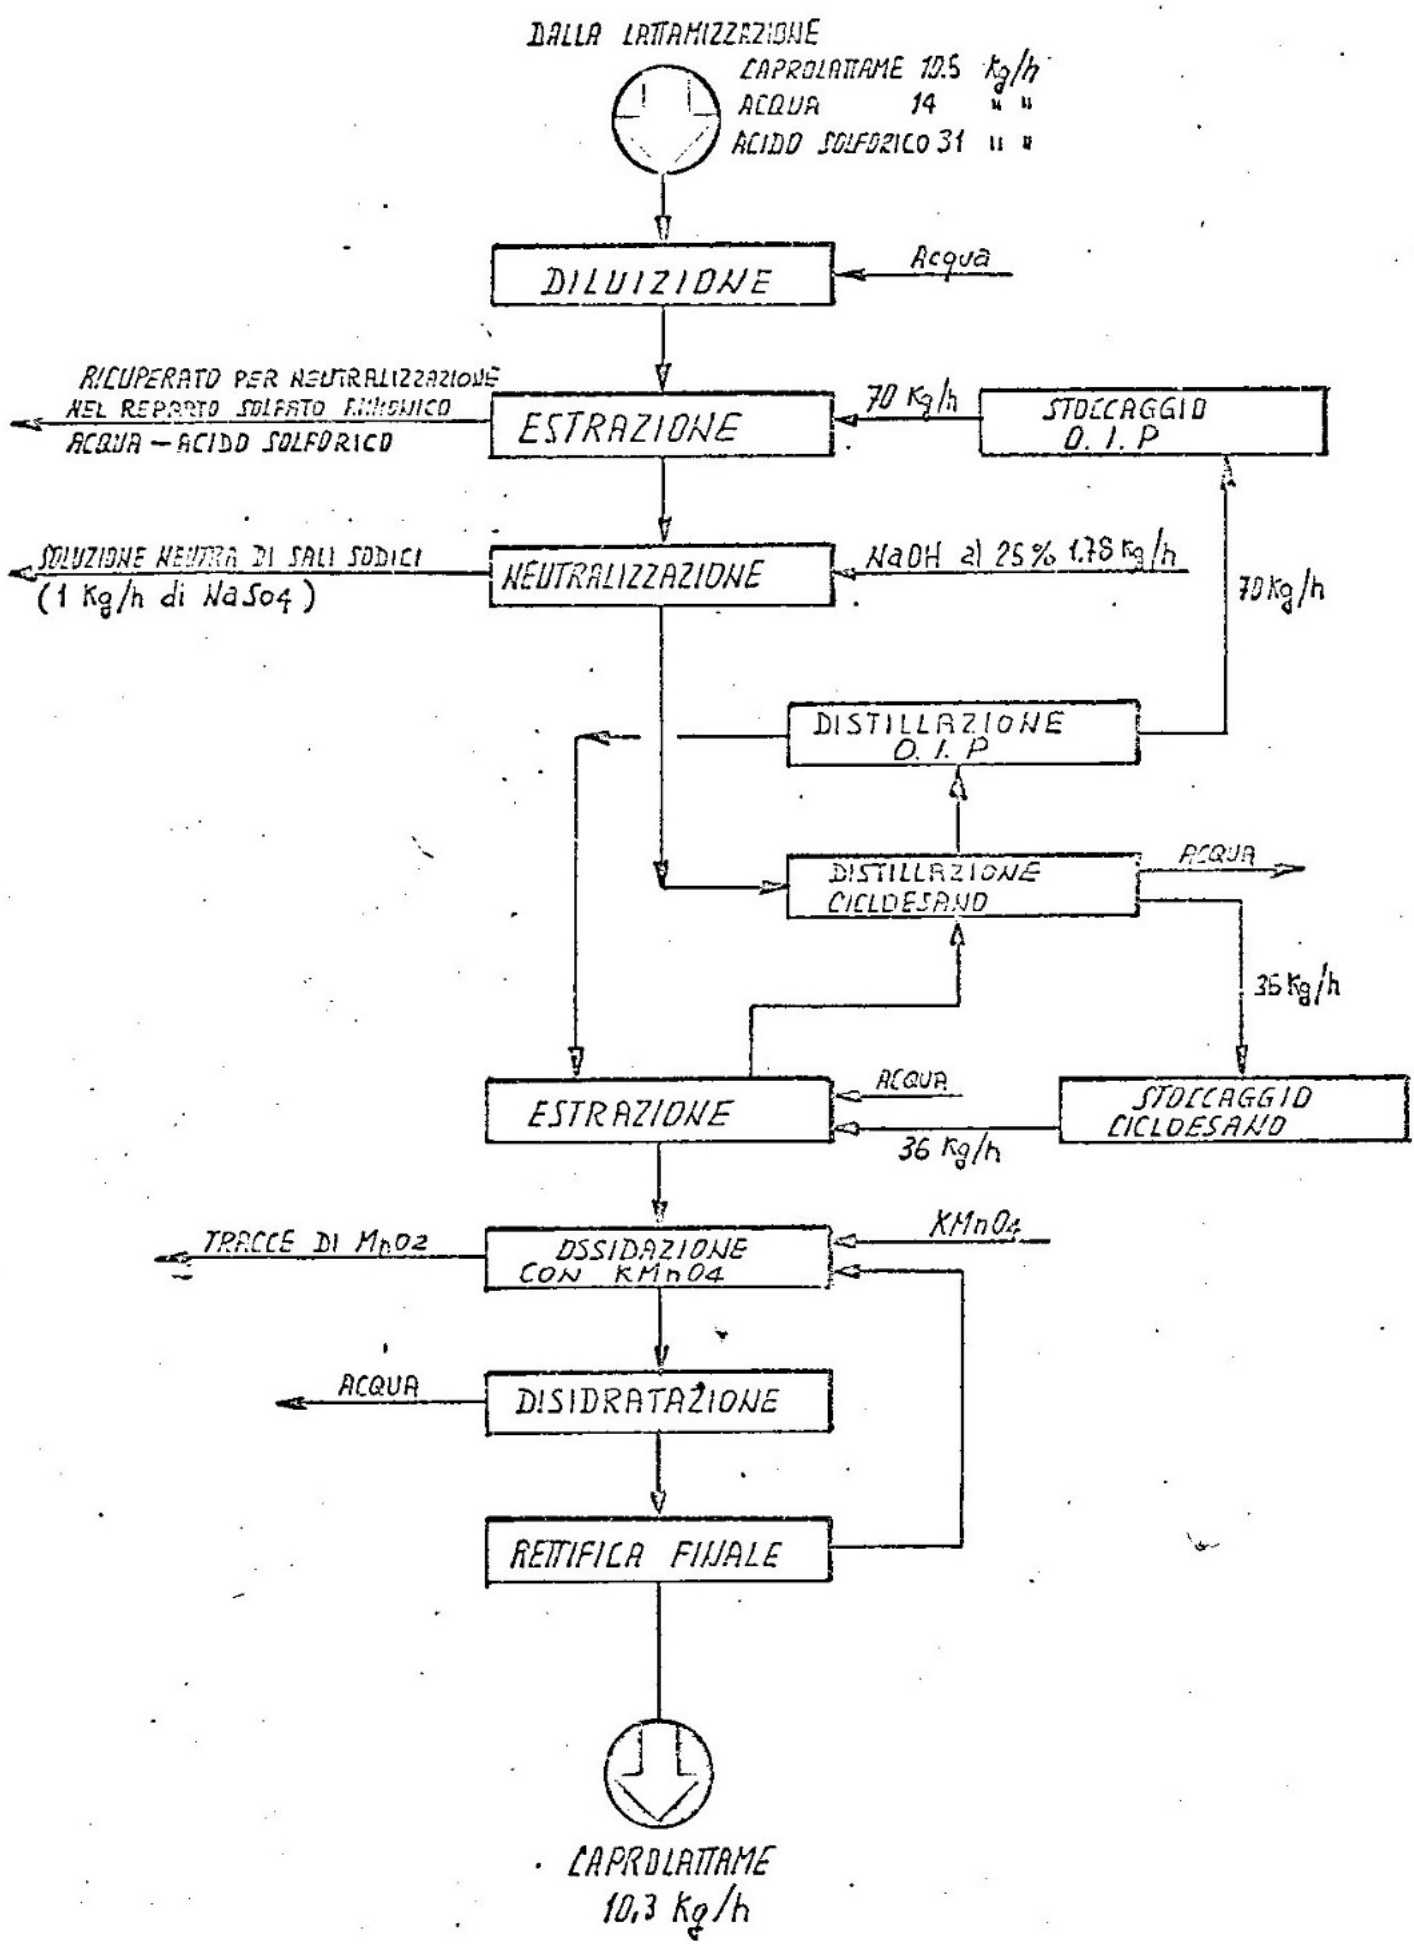 DALLA LATTAMIZZAZIONE
CAPROLATTAME 10.5 Kg/h
ACQUA 14 " "
ACIDO SOLFORICO 31 " "
DILUIZIONE
Acqua
RICUPERATO PER NEUTRALIZZAZIONE
NEL REPARTO SOLFATO AMMONICO
ACQUA - ACIDO SOLFORICO
ESTRAZIONE
70 Kg/h
STOCCAGGIO
O. I. P
SOLUZIONE NEUTRA DI SALI SODICI
(1 Kg/h di NaSo4)
NEUTRALIZZAZIONE
NaOH al 25% 1.78 Kg/h
70 Kg/h
DISTILLAZIONE
O. I. P
DISTILLAZIONE
CICLOESANO
ACQUA
36 Kg/h
ESTRAZIONE
ACQUA
36 Kg/h
STOCCAGGIO
CICLOESANO
TRACCE DI MnO2
OSSIDAZIONE
CON KMnO4
KMnO4
ACQUA
DISIDRATAZIONE
RETTIFICA FINALE
CAPROLATTAME
10,3 Kg/h